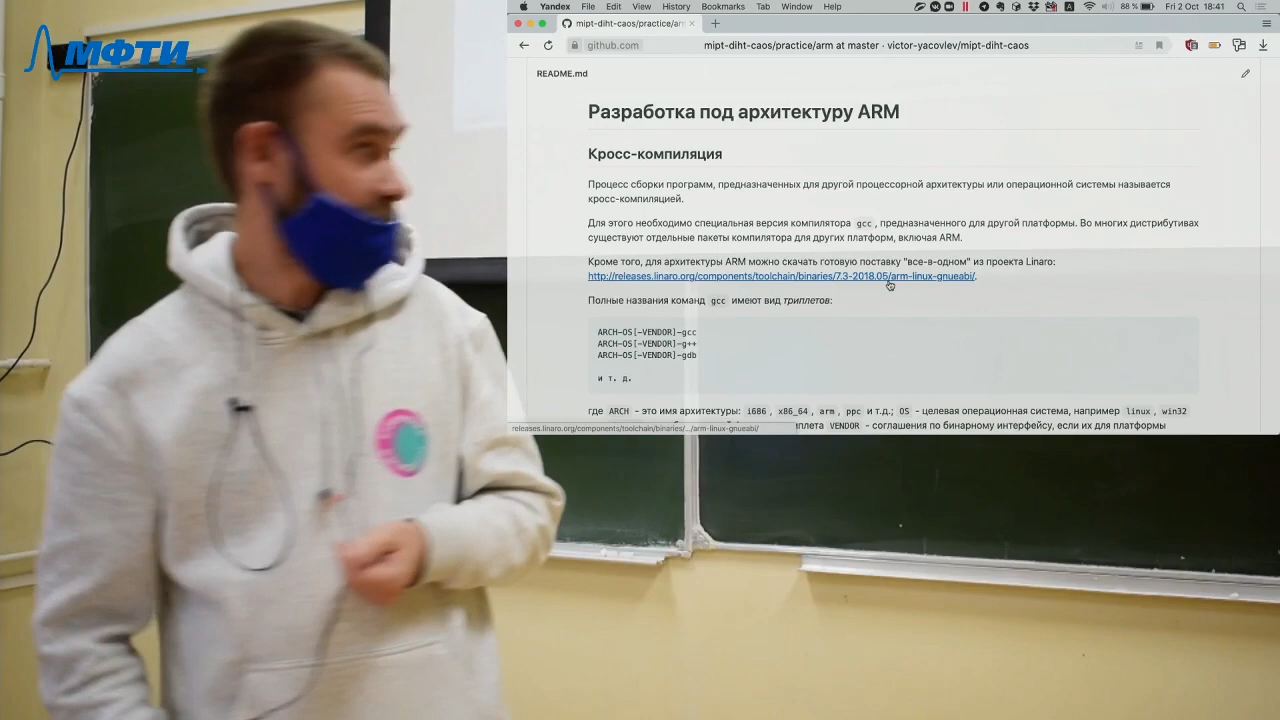 МФТИ
Yandex File Edit View History Bookmarks Tab Window Help 88 % Fri 2 Oct 18:41
mipt-diht-caos/practice/arm
github.com mipt-diht-caos/practice/arm at master · victor-yacovlev/mipt-diht-caos
README.md
Разработка под архитектуру ARM
Кросс-компиляция
Процесс сборки программ, предназначенных для другой процессорной архитектуры или операционной системы называется
кросс-компиляцией.
Для этого необходимо специальная версия компилятора gcc, предназначенного для другой платформы. Во многих дистрибутивах
существуют отдельные пакеты компилятора для других платформ, включая ARM.
Кроме того, для архитектуры ARM можно скачать готовую поставку "все-в-одном" из проекта Linaro:
http://releases.linaro.org/components/toolchain/binaries/7.3-2018.05/arm-linux-gnueabi/.
Полные названия команд gcc имеют вид триплетов:
ARCH-OS[-VENDOR]-gcc
ARCH-OS[-VENDOR]-g++
ARCH-OS[-VENDOR]-gdb
и т. д.
где ARCH - это имя архитектуры: i686, x86_64, arm, ppc и т.д.; OS - целевая операционная система, например linux, win32
плета VENDOR - соглашения по бинарному интерфейсу, если их для платформы
releases.linaro.org/components/toolchain/binaries/.../arm-linux-gnueabi/